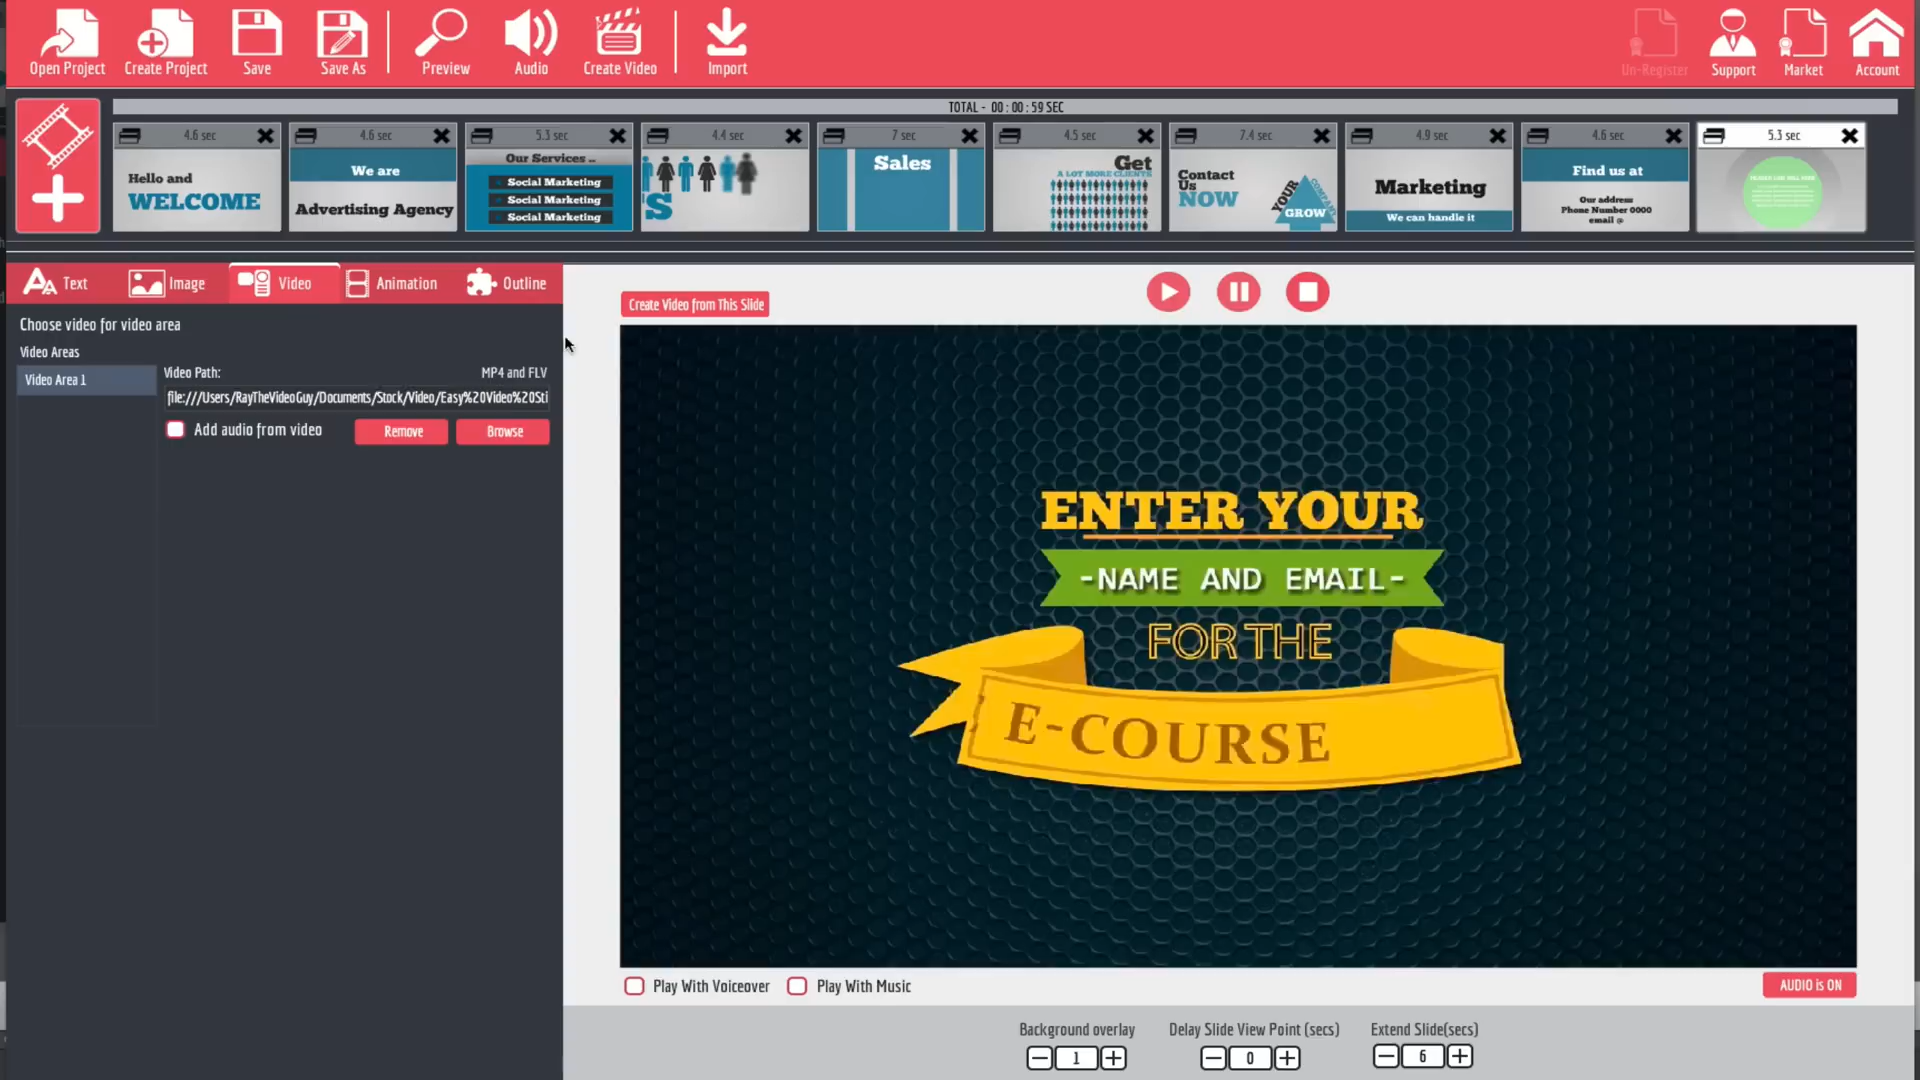 Open Project Create Project Save Save As Preview Audio Create Video Import Un-Register Support Market Account
TOTAL - 00 : 00 : 59 SEC
4.6 sec 4.6 sec 5.3 sec 4.4 sec 7 sec 4.5 sec 7.4 sec 4.9 sec 4.6 sec 5.3 sec
Hello and
WELCOME
We are
Advertising Agency
Our Services ..
Social Marketing
Social Marketing
Social Marketing
'S
Sales
Get
A LOT MORE CLIENTS
Contact
Us
NOW
YOUR
COMPANY
GROW
Marketing
We can handle it
Find us at
Our address
Phone Number 0000
email @
Text Image Video Animation Outline
Choose video for video area
Video Areas
Video Area 1
Video Path: MP4 and FLV
file:///Users/RayTheVideoGuy/Documents/Stock/Video/Easy%20Video%20Sti
Add audio from video Remove Browse
Create Video from This Slide
ENTER YOUR
-NAME AND EMAIL-
FOR THE
E-COURSE
Play With Voiceover Play With Music AUDIO is ON
Background overlay Delay Slide View Point (secs) Extend Slide(secs)
1 0 6